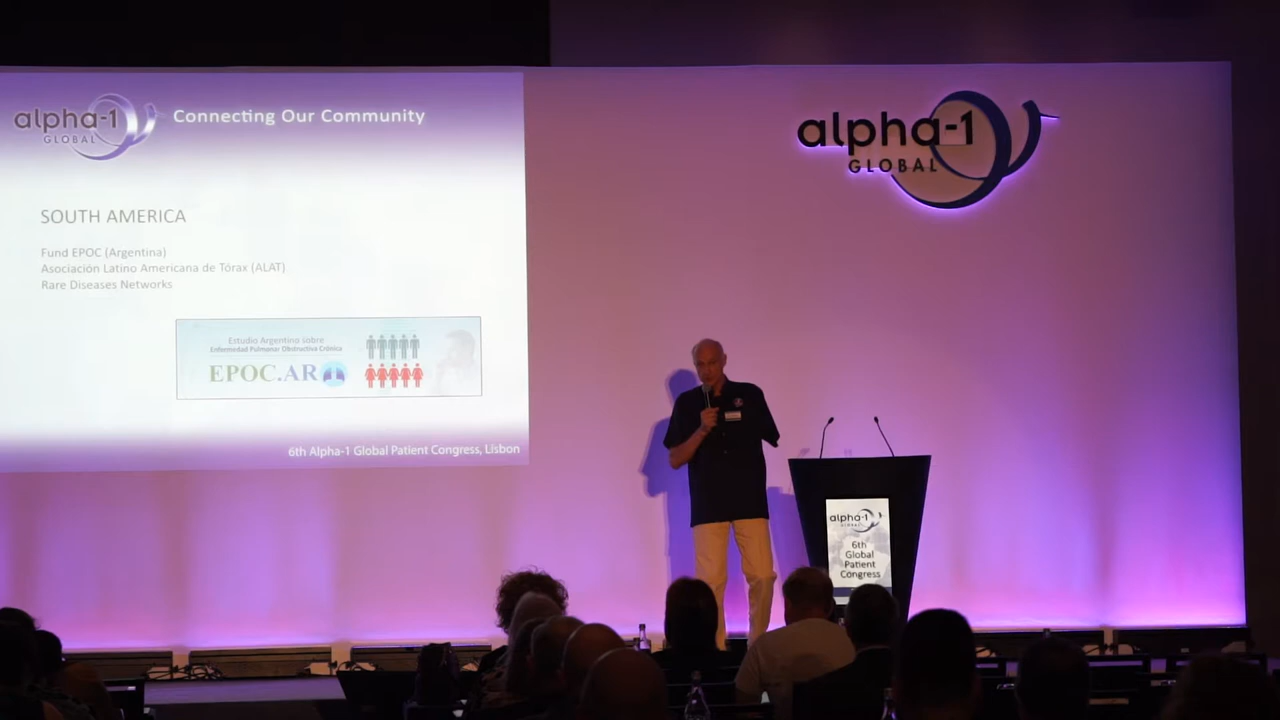 alpha-1
GLOBAL
Connecting Our Community
SOUTH AMERICA
Fund EPOC (Argentina)
Asociación Latino Americana de Tórax (ALAT)
Rare Diseases Networks
Estudio Argentino sobre
Enfermedad Pulmonar Obstructiva Crónica
EPOC.AR
6th Alpha-1 Global Patient Congress, Lisbon
alpha-1
GLOBAL
alpha-1
GLOBAL
6th
Global
Patient
Congress